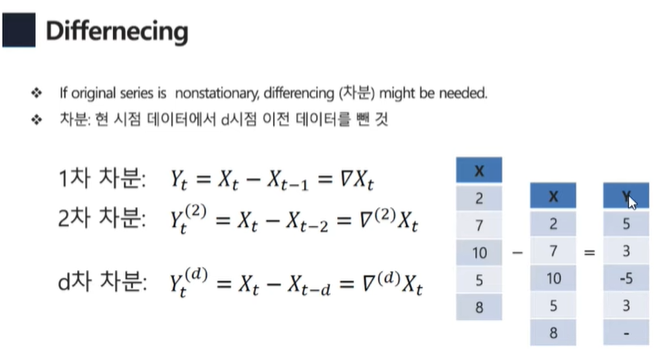 Differnecing
❖ If original series is nonstationary, differencing (차분) might be needed.
❖ 차분: 현 시점 데이터에서 d시점 이전 데이터를 뺀 것
1차 차분: Y_t = X_t − X_{t−1} = ∇X_t
2차 차분: Y_t^{(2)} = X_t − X_{t−2} = ∇^{(2)}X_t
d차 차분: Y_t^{(d)} = X_t − X_{t−d} = ∇^{(d)}X_t
X
2
7
10
5
8
−
X
2
7
10
5
8
=
Y
5
3
-5
3
-